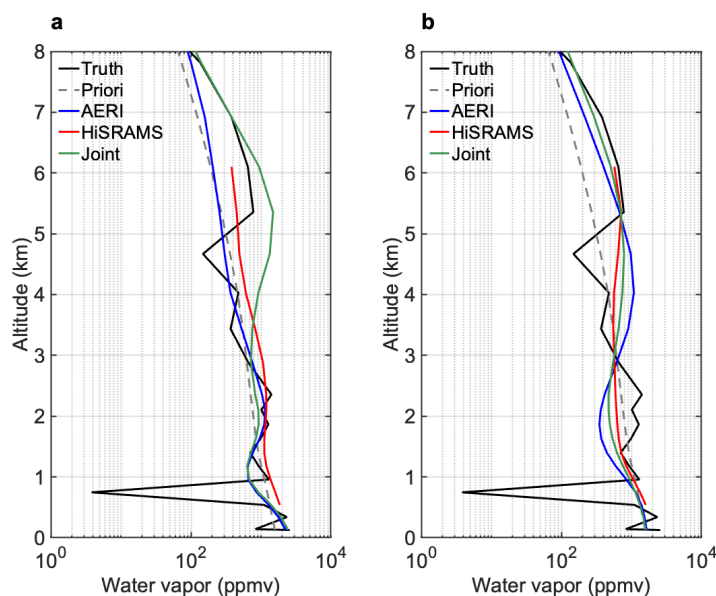 a
8
7
6
5
4
3
2
1
0
Altitude (km)
Truth
Priori
AERI
HiSRAMS
Joint
10^0 10^2 10^4
Water vapor (ppmv)
b
8
7
6
5
4
3
2
1
0
Altitude (km)
Truth
Priori
AERI
HiSRAMS
Joint
10^0 10^2 10^4
Water vapor (ppmv)